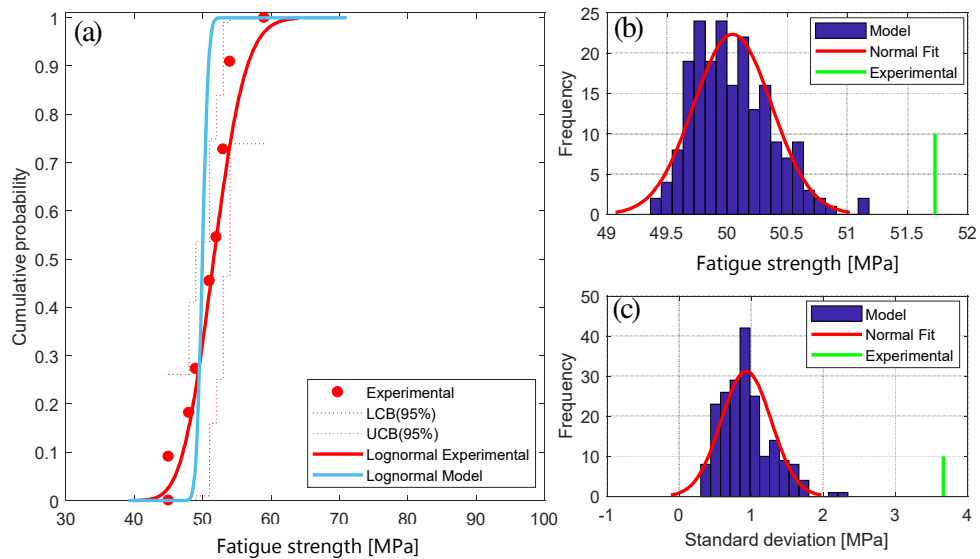 (a)
1
0.9
0.8
0.7
0.6
0.5
0.4
0.3
0.2
0.1
0
Cumulative probability
30 40 50 60 70 80 90 100
Fatigue strength [MPa]
Experimental
LCB(95%)
UCB(95%)
Lognormal Experimental
Lognormal Model
(b)
25
20
15
10
5
0
Frequency
49 49.5 50 50.5 51 51.5 52
Fatigue strength [MPa]
Model
Normal Fit
Experimental
(c)
50
40
30
20
10
0
Frequency
-1 0 1 2 3 4
Standard deviation [MPa]
Model
Normal Fit
Experimental